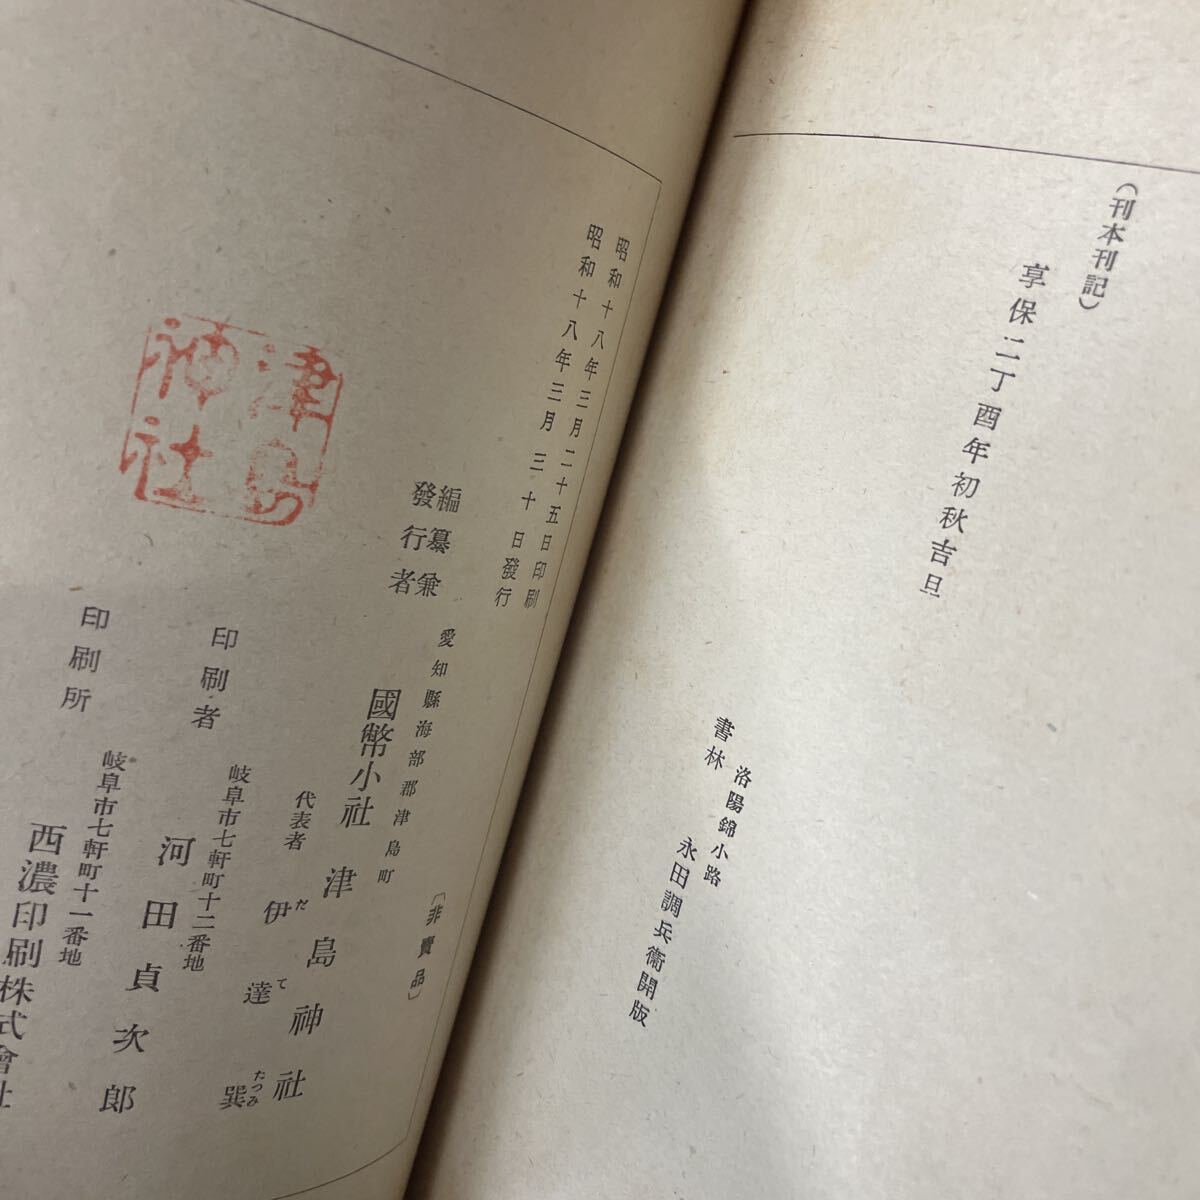 (刊本刊記)
享保二丁酉年初秋吉旦
洛陽錦小路
書林 永田調兵衞開版
昭和十八年三月二十五日印刷
昭和十八年三月三十日發行
〔非賣品〕
編纂兼
發行者
愛知縣海部郡津島町
國幣小社 津島神社
代表者 伊達巽
だて たつみ
印刷者
岐阜市七軒町十二番地
河田貞次郎
印刷所
岐阜市七軒町十一番地
西濃印刷株式會社
津島
神社